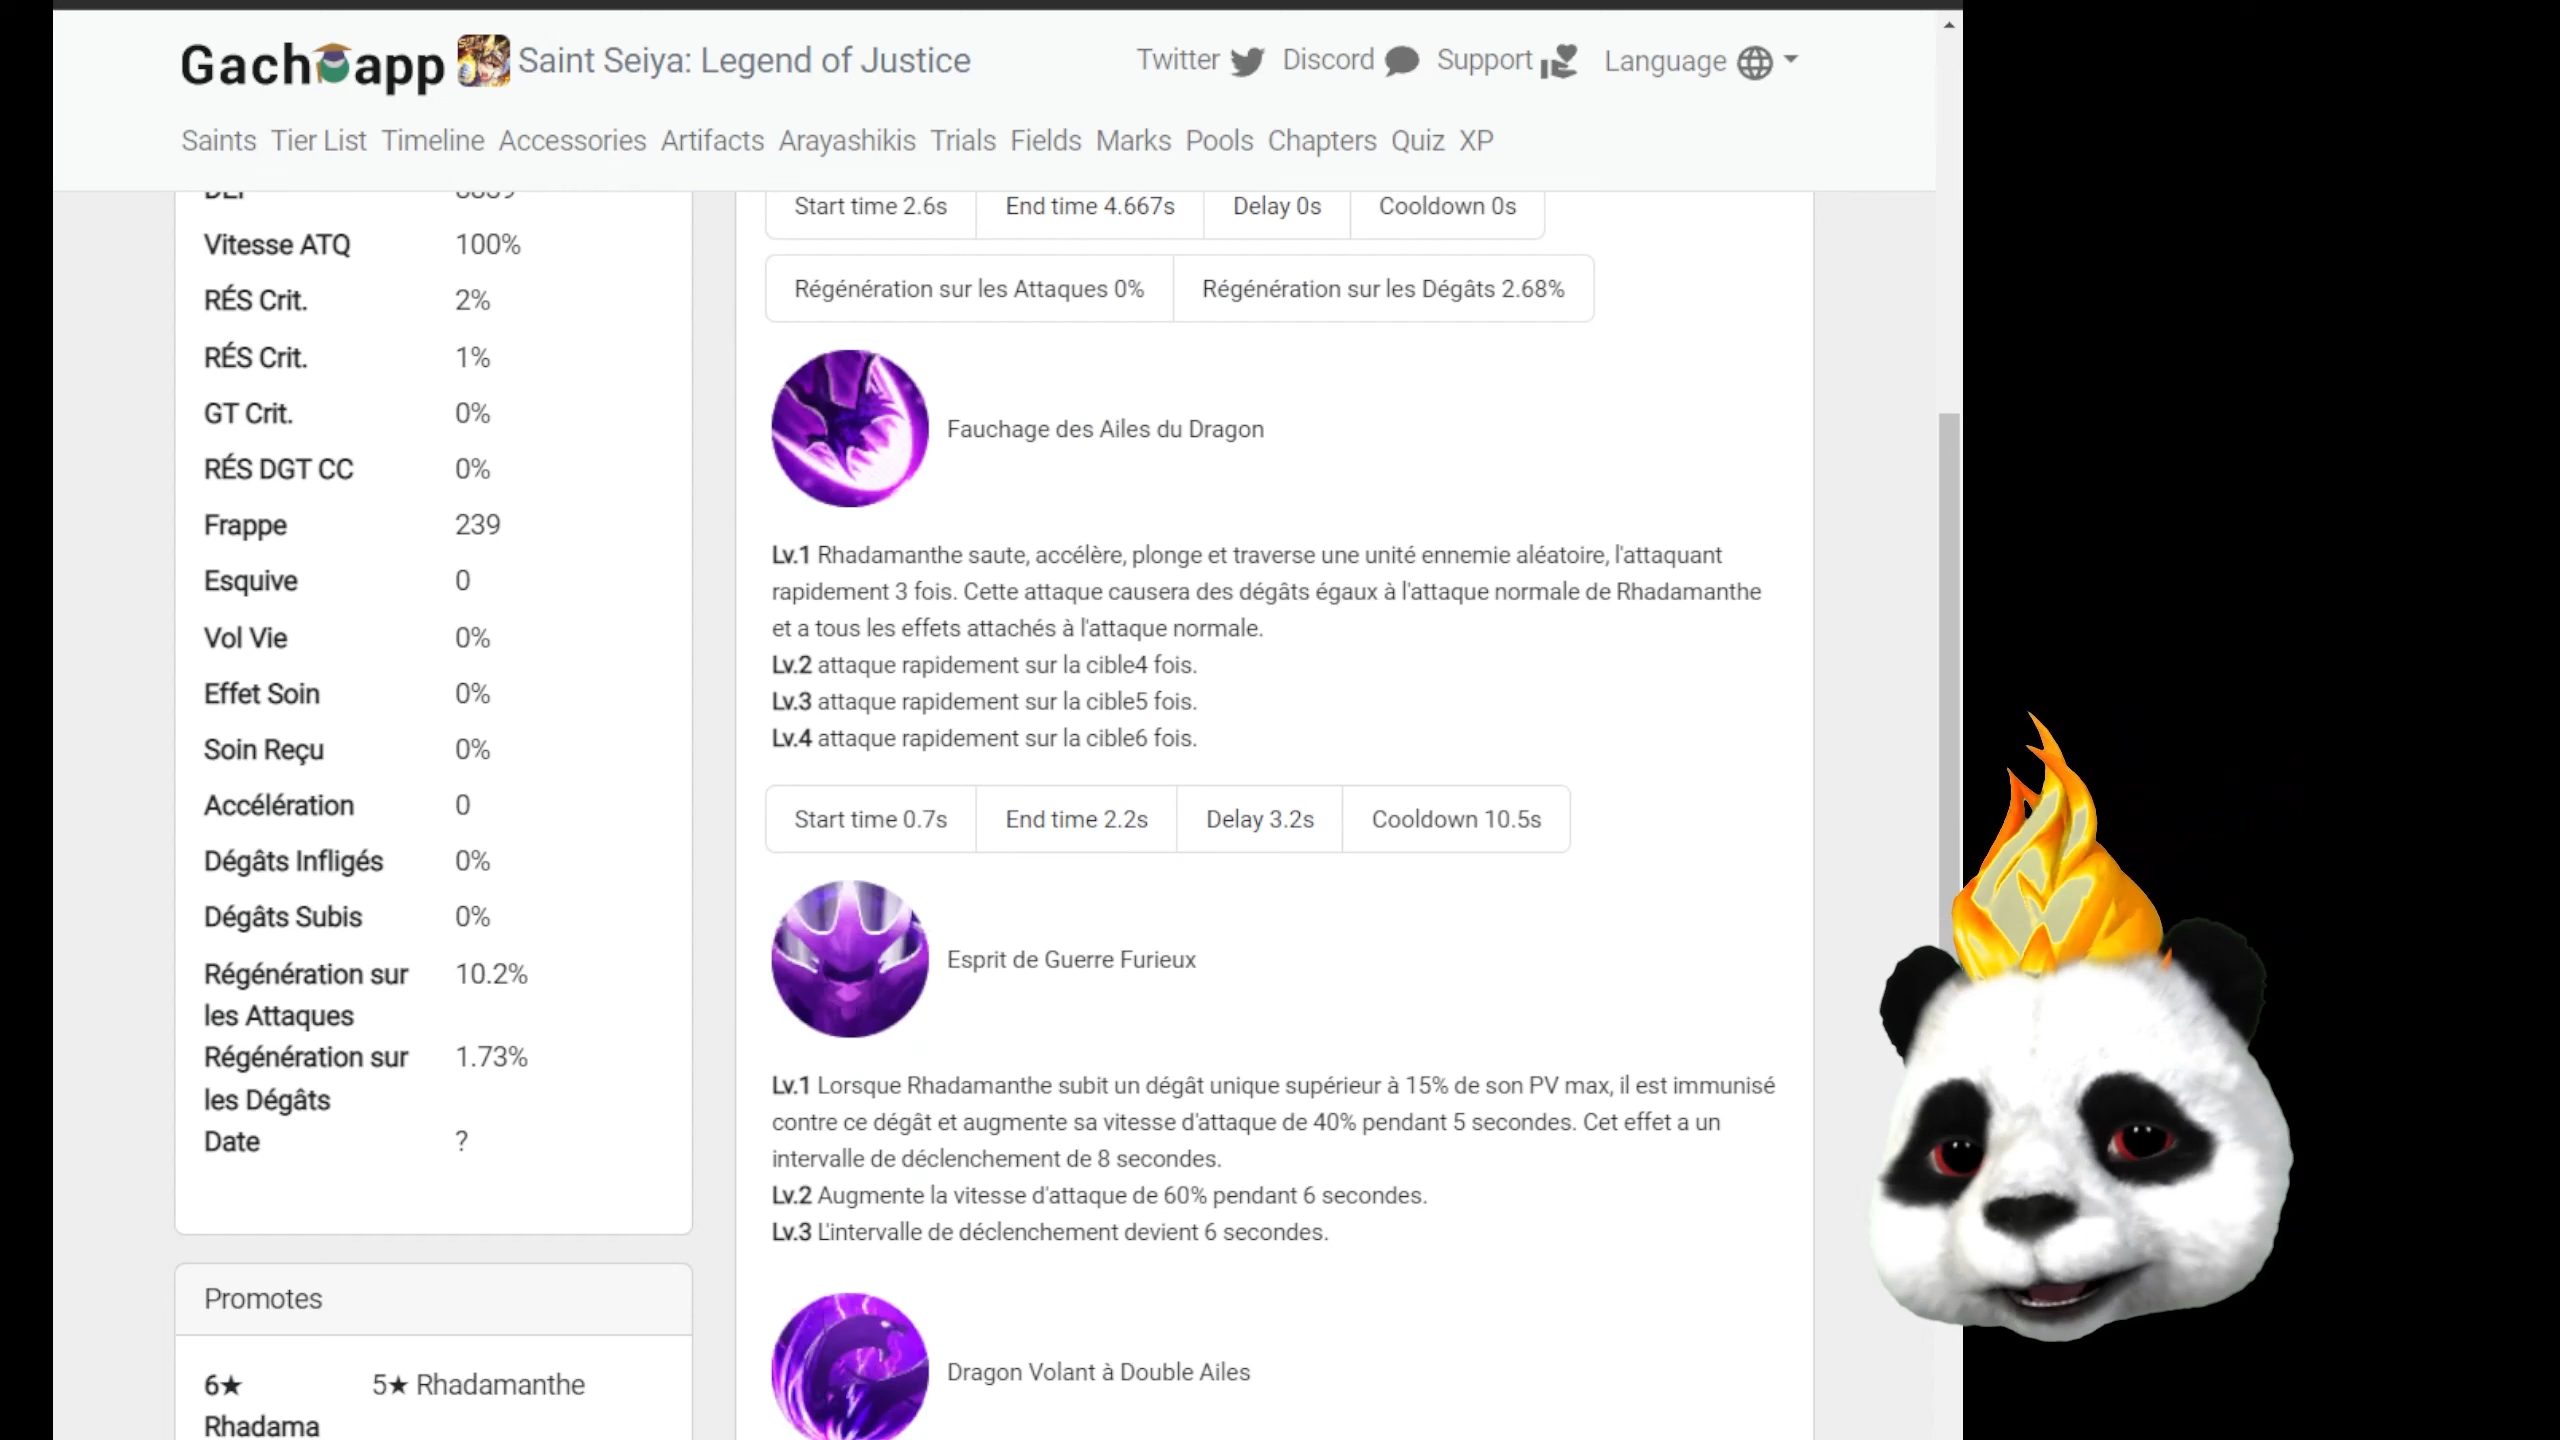 Gachapp Saint Seiya: Legend of Justice Twitter Discord Support Language
Saints Tier List Timeline Accessories Artifacts Arayashikis Trials Fields Marks Pools Chapters Quiz XP
Start time 2.6s End time 4.667s Delay 0s Cooldown 0s
Vitesse ATQ 100%
RÉS Crit. 2%
RÉS Crit. 1%
GT Crit. 0%
RÉS DGT CC 0%
Frappe 239
Esquive 0
Vol Vie 0%
Effet Soin 0%
Soin Reçu 0%
Accélération 0
Dégâts Infligés 0%
Dégâts Subis 0%
Régénération sur 10.2%
les Attaques
Régénération sur 1.73%
les Dégâts
Date ?
Promotes
6★ 5★ Rhadamanthe
Rhadama
Régénération sur les Attaques 0% Régénération sur les Dégâts 2.68%
Fauchage des Ailes du Dragon
Lv.1 Rhadamanthe saute, accélère, plonge et traverse une unité ennemie aléatoire, l'attaquant
rapidement 3 fois. Cette attaque causera des dégâts égaux à l'attaque normale de Rhadamanthe
et a tous les effets attachés à l'attaque normale.
Lv.2 attaque rapidement sur la cible4 fois.
Lv.3 attaque rapidement sur la cible5 fois.
Lv.4 attaque rapidement sur la cible6 fois.
Start time 0.7s End time 2.2s Delay 3.2s Cooldown 10.5s
Esprit de Guerre Furieux
Lv.1 Lorsque Rhadamanthe subit un dégât unique supérieur à 15% de son PV max, il est immunisé
contre ce dégât et augmente sa vitesse d'attaque de 40% pendant 5 secondes. Cet effet a un
intervalle de déclenchement de 8 secondes.
Lv.2 Augmente la vitesse d'attaque de 60% pendant 6 secondes.
Lv.3 L'intervalle de déclenchement devient 6 secondes.
Dragon Volant à Double Ailes